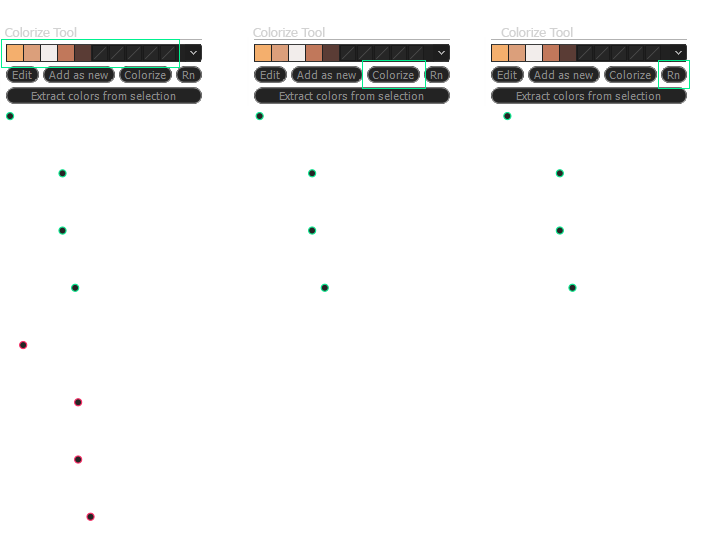 Colorize Tool Colorize Tool Colorize Tool
Edit Add as new Colorize Rn Edit Add as new Colorize Rn Edit Add as new Colorize Rn
Extract colors from selection Extract colors from selection Extract colors from selection